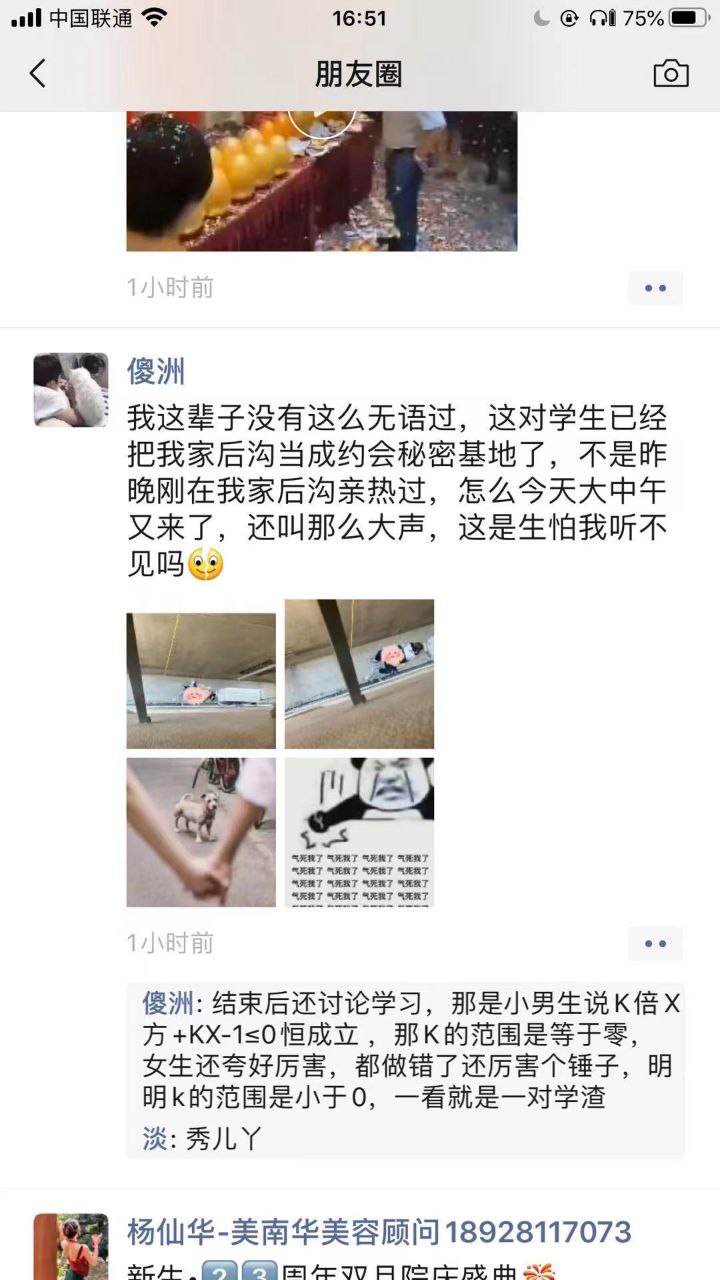 中国联通
16:51
75%
朋友圈
1小时前
傻洲
我这辈子没有这么无语过，这对学生已经
把我家后沟当成约会秘密基地了，不是昨
晚刚在我家后沟亲热过，怎么今天大中午
又来了，还叫那么大声，这是生怕我听不
见吗
气死我了 气死我了 气死我了 气死我了
气死我了 气死我了 气死我了 气死我了
气死我了 气死我了 气死我了 气死我了
气死我了 气死我了 气死我了 气死我了
1小时前
傻洲: 结束后还讨论学习，那是小男生说K倍X
方+KX-1≤0恒成立 ，那K的范围是等于零，
女生还夸好厉害，都做错了还厉害个锤子，明
明k的范围是小于0，一看就是一对学渣
淡: 秀儿丫
杨仙华-美南华美容顾问18928117073
新生·23周年双月院庆盛典